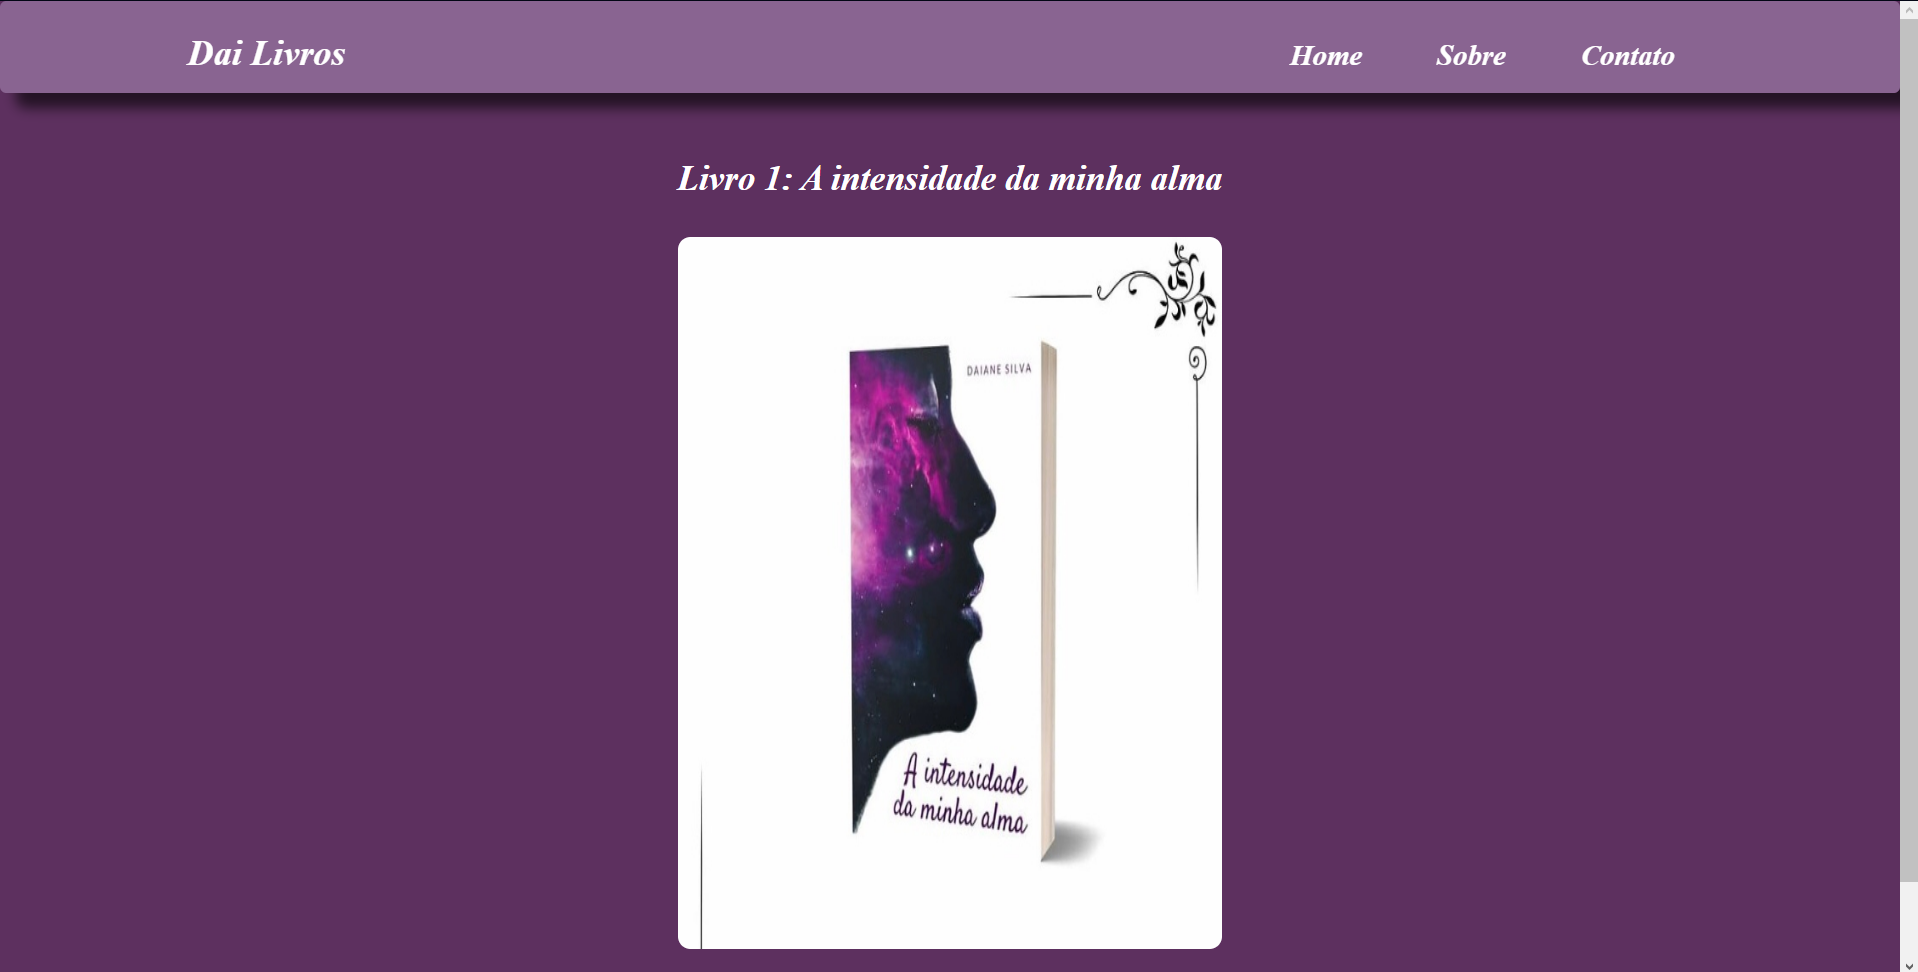 Dai Livros
Home Sobre Contato
Livro 1: A intensidade da minha alma
DAIANE SILVA
A intensidade
da minha alma